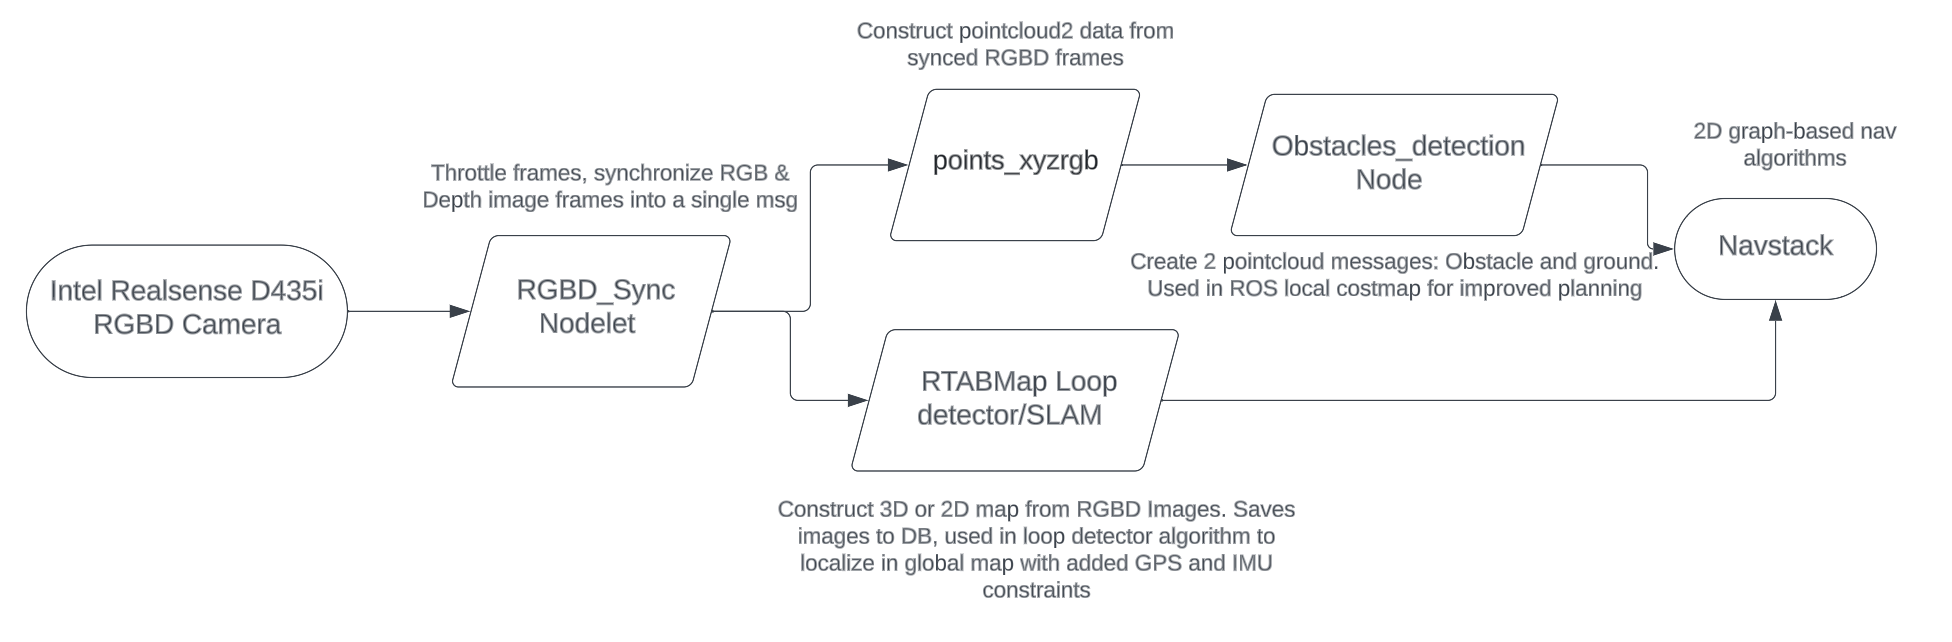 Construct pointcloud2 data from
synced RGBD frames
Throttle frames, synchronize RGB &
Depth image frames into a single msg
points_xyzrgb
Obstacles_detection
Node
2D graph-based nav
algorithms
Intel Realsense D435i
RGBD Camera
RGBD_Sync
Nodelet
Create 2 pointcloud messages: Obstacle and ground.
Used in ROS local costmap for improved planning
Navstack
RTABMap Loop
detector/SLAM
Construct 3D or 2D map from RGBD Images. Saves
images to DB, used in loop detector algorithm to
localize in global map with added GPS and IMU
constraints